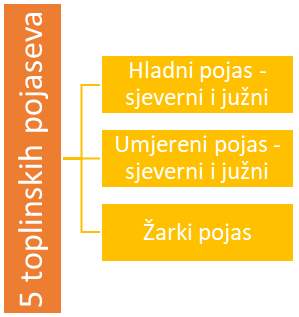 5 toplinskih pojaseva
Hladni pojas -
sjeverni i južni
Umjereni pojas -
sjeverni i južni
Žarki pojas